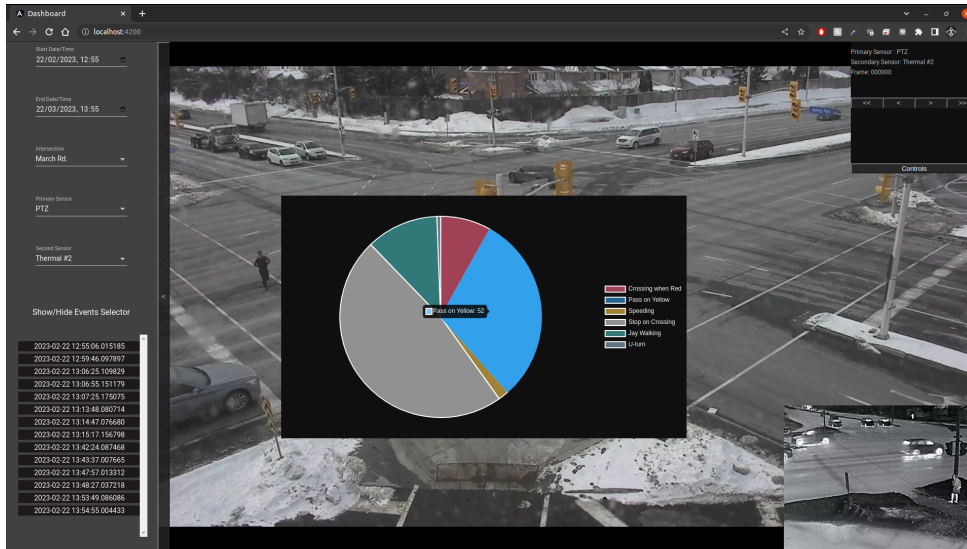 Dashboard
localhost:4200
Start Date/Time
22/02/2023, 12:55
End Date/Time
22/03/2023, 13:55
Intersection
March Rd.
Primary Sensor
PTZ
Second Sensor
Thermal #2
Show/Hide Events Selector
2023-02-22 12:55:06.015185
2023-02-22 12:59:46.097897
2023-02-22 13:06:25.109829
2023-02-22 13:06:55.151179
2023-02-22 13:07:25.175075
2023-02-22 13:13:48.080714
2023-02-22 13:14:47.076680
2023-02-22 13:15:17.156798
2023-02-22 13:42:24.087468
2023-02-22 13:43:37.007665
2023-02-22 13:47:57.013312
2023-02-22 13:48:27.037218
2023-02-22 13:53:49.086086
2023-02-22 13:54:55.004433
<
Pass on Yellow: 52
Crossing when Red
Pass on Yellow
Speeding
Stop on Crossing
Jay Walking
U-turn
Primary Sensor : PTZ
Secondary Sensor: Thermal #2
Frame: 000000
<< < > >>
Controls